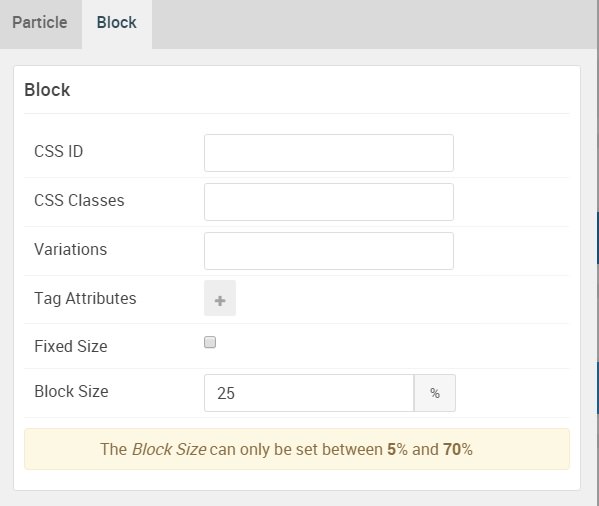 Particle Block
Block
CSS ID
CSS Classes
Variations
Tag Attributes +
Fixed Size
Block Size 25 %
The Block Size can only be set between 5% and 70%